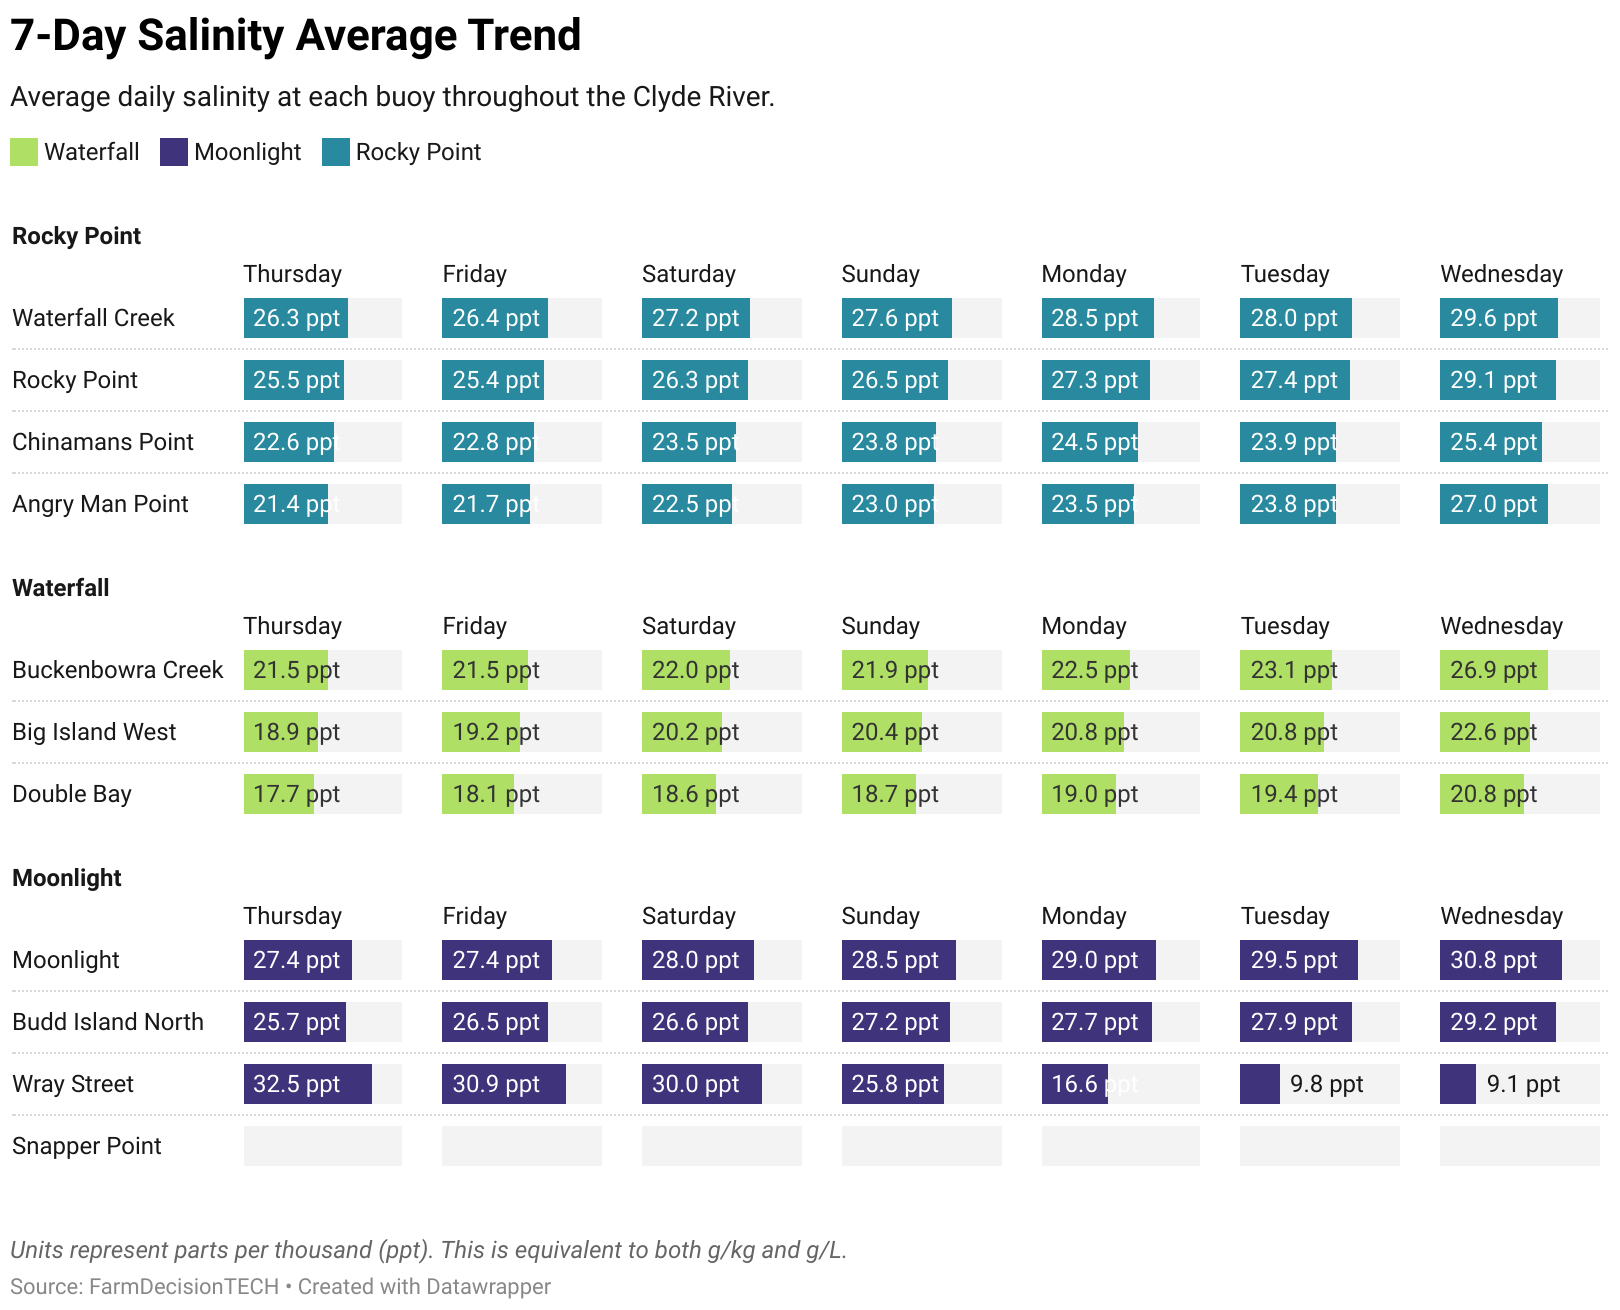 7-Day Salinity Average Trend
Average daily salinity at each buoy throughout the Clyde River.
Waterfall Moonlight Rocky Point
Rocky Point
Thursday Friday Saturday Sunday Monday Tuesday Wednesday
Waterfall Creek 26.3 ppt 26.4 ppt 27.2 ppt 27.6 ppt 28.5 ppt 28.0 ppt 29.6 ppt
Rocky Point 25.5 ppt 25.4 ppt 26.3 ppt 26.5 ppt 27.3 ppt 27.4 ppt 29.1 ppt
Chinamans Point 22.6 ppt 22.8 ppt 23.5 ppt 23.8 ppt 24.5 ppt 23.9 ppt 25.4 ppt
Angry Man Point 21.4 ppt 21.7 ppt 22.5 ppt 23.0 ppt 23.5 ppt 23.8 ppt 27.0 ppt
Waterfall
Thursday Friday Saturday Sunday Monday Tuesday Wednesday
Buckenbowra Creek 21.5 ppt 21.5 ppt 22.0 ppt 21.9 ppt 22.5 ppt 23.1 ppt 26.9 ppt
Big Island West 18.9 ppt 19.2 ppt 20.2 ppt 20.4 ppt 20.8 ppt 20.8 ppt 22.6 ppt
Double Bay 17.7 ppt 18.1 ppt 18.6 ppt 18.7 ppt 19.0 ppt 19.4 ppt 20.8 ppt
Moonlight
Thursday Friday Saturday Sunday Monday Tuesday Wednesday
Moonlight 27.4 ppt 27.4 ppt 28.0 ppt 28.5 ppt 29.0 ppt 29.5 ppt 30.8 ppt
Budd Island North 25.7 ppt 26.5 ppt 26.6 ppt 27.2 ppt 27.7 ppt 27.9 ppt 29.2 ppt
Wray Street 32.5 ppt 30.9 ppt 30.0 ppt 25.8 ppt 16.6 ppt 9.8 ppt 9.1 ppt
Snapper Point
Units represent parts per thousand (ppt). This is equivalent to both g/kg and g/L.
Source: FarmDecisionTECH • Created with Datawrapper